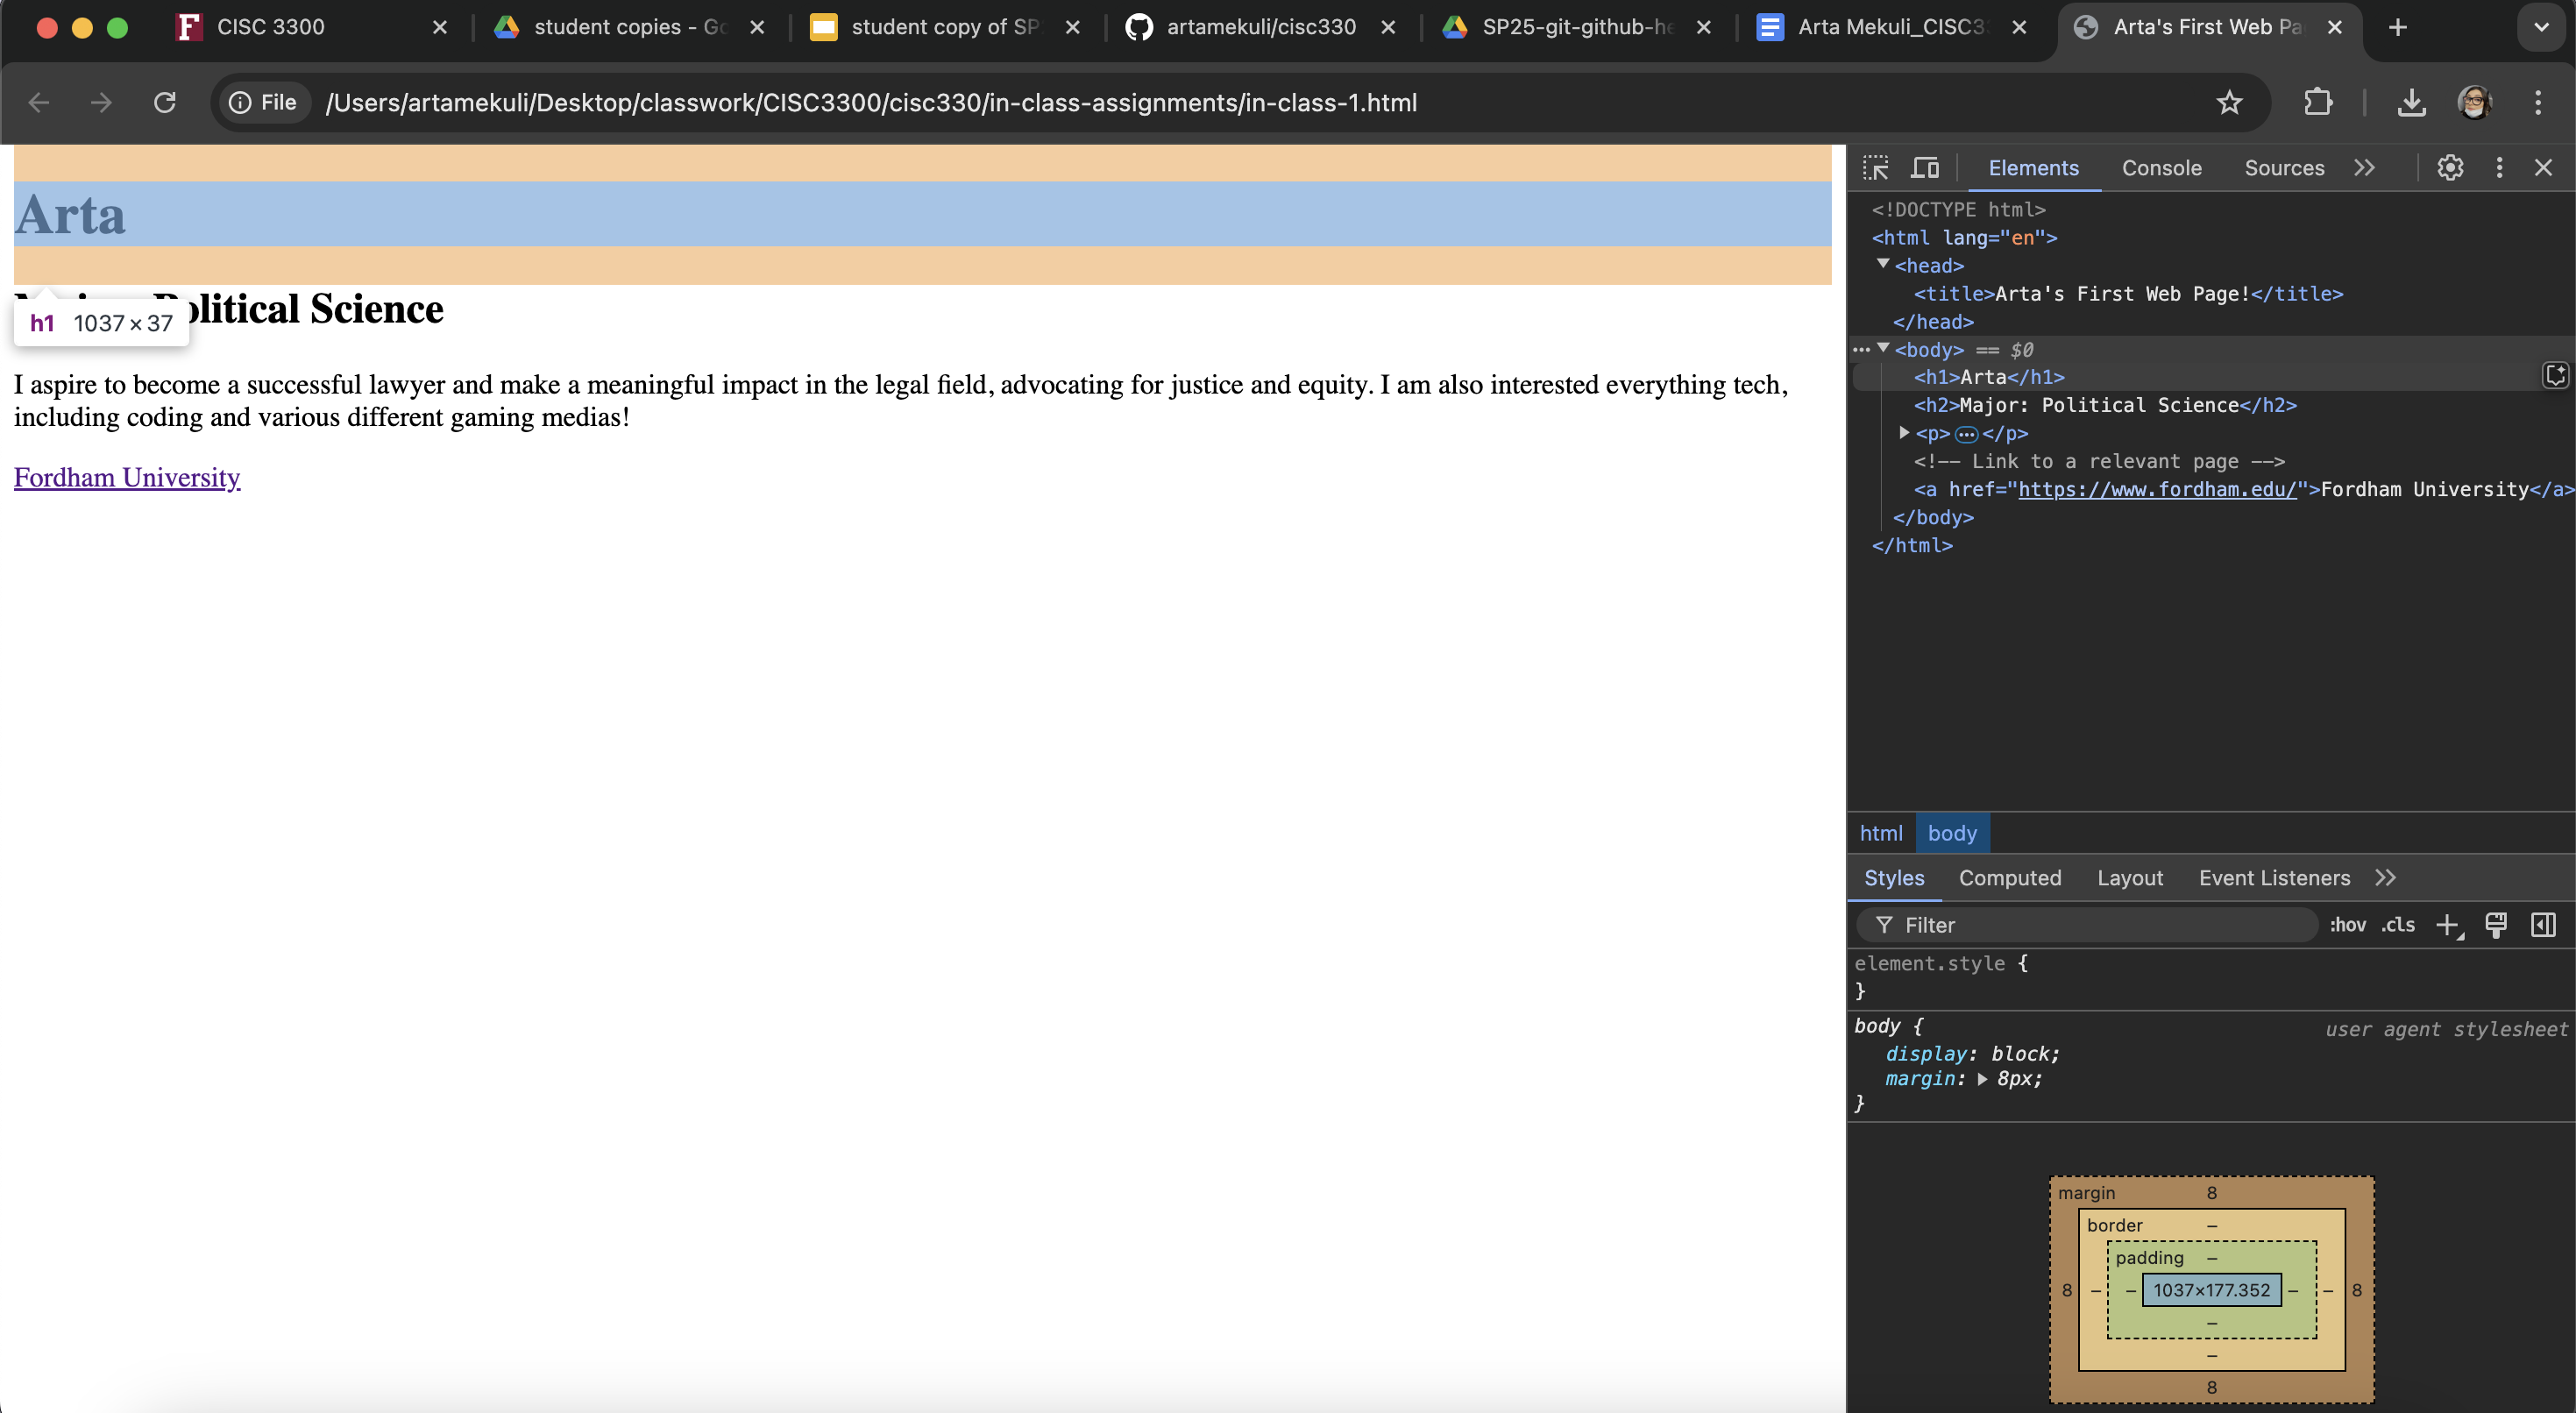 CISC 3300
student copies - Go
student copy of SP
artamekuli/cisc330
SP25-git-github-he
Arta Mekuli_CISC33
Arta's First Web Pa
File /Users/artamekuli/Desktop/classwork/CISC3300/cisc330/in-class-assignments/in-class-1.html
Arta
Political Science
h1 1037×37
I aspire to become a successful lawyer and make a meaningful impact in the legal field, advocating for justice and equity. I am also interested everything tech,
including coding and various different gaming medias!
Fordham University
Elements Console Sources
<!DOCTYPE html>
<html lang="en">
<head>
<title>Arta's First Web Page!</title>
</head>
<body> == $0
<h1>Arta</h1>
<h2>Major: Political Science</h2>
<p>…</p>
<!-- Link to a relevant page -->
<a href="https://www.fordham.edu/">Fordham University</a>
</body>
</html>
html body
Styles Computed Layout Event Listeners
Filter :hov .cls
element.style {
}
body { user agent stylesheet
display: block;
margin: 8px;
}
margin 8
border –
padding –
8 – – 1037×177.352 – – 8
–
–
8